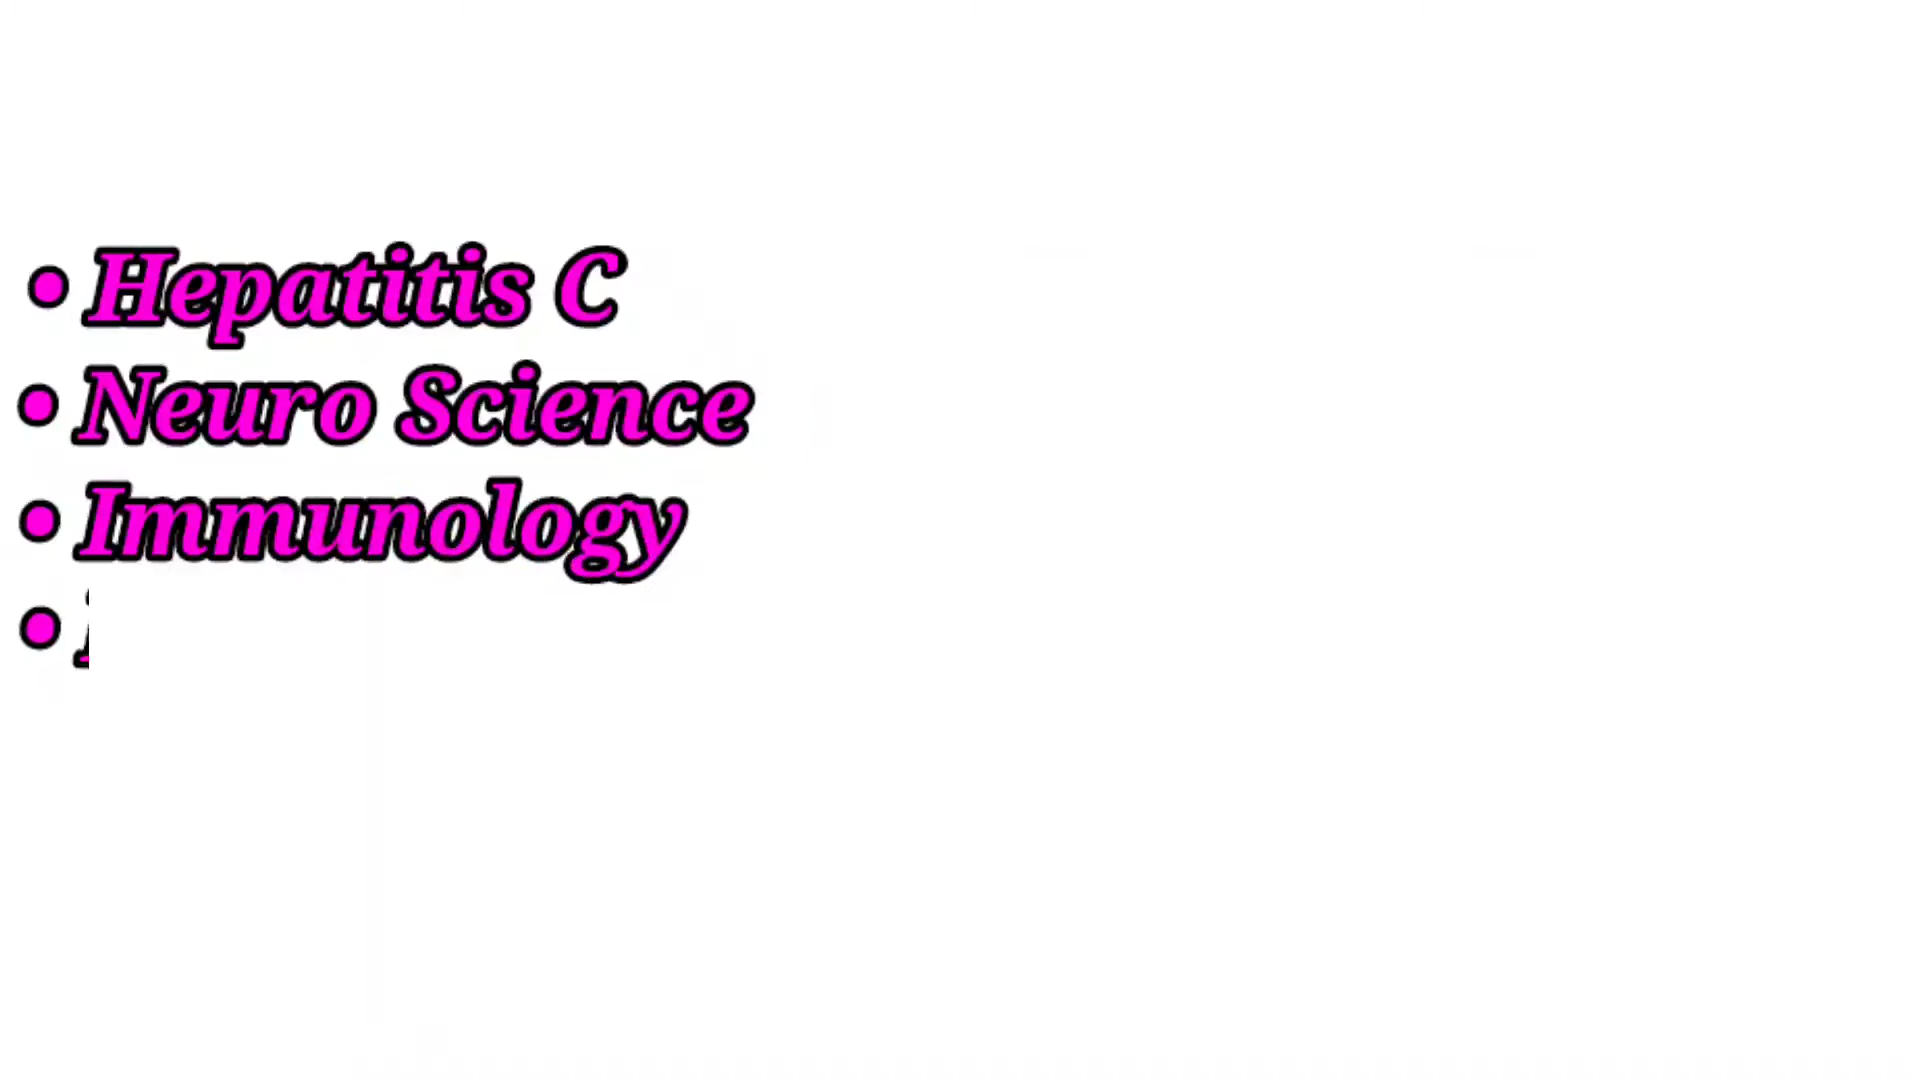 • Hepatitis C
• Neuro Science
• Immunology
•